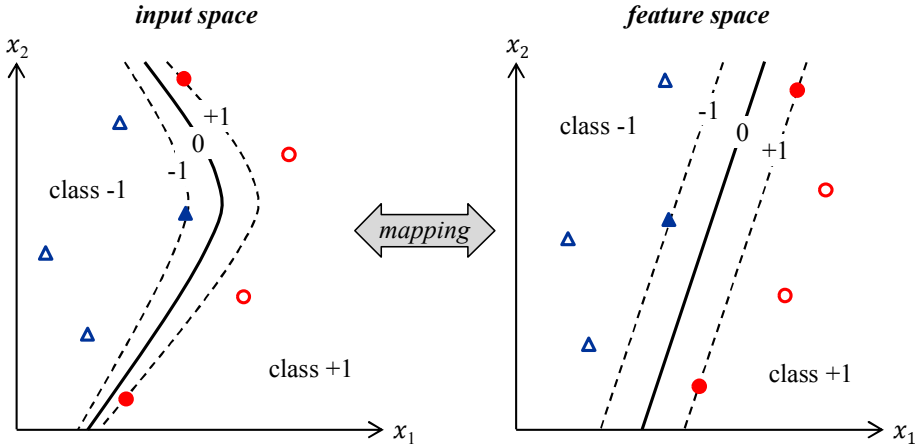 input space
feature space
x₂
x₂
+1
0
-1
class -1
class +1
x₁
mapping
-1
class -1
0
+1
class +1
x₁